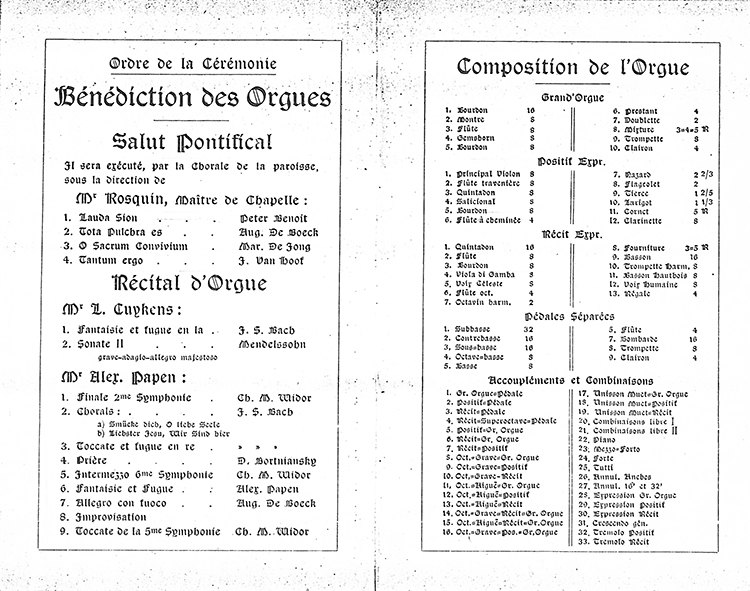 Ordre de la Cérémonie
Bénédiction des Orgues
Salut Pontifical
Il sera exécuté, par la Chorale de la paroisse,
sous la direction de
Mr Rosquin, Maître de Chapelle :
1. Lauda Sion . . . Peter Benoit
2. Tota Pulchra es . . Aug. De Boeck
3. O Sacrum Convivium . Mar. De Jong
4. Tantum ergo . . . J. Van Hoof
Récital d'Orgue
Mr L. Cuykens :
1. Fantaisie et fugue en la . J. S. Bach
2. Sonate II . . . Mendelssohn
grave=adagio=allegro majestoso
Mr Alex. Papen :
1. Finale 2me Symphonie . Ch. M. Widor
2. Chorals : . . . . J. S. Bach
a) Smücke dich, O liebe Seele
b) Liebster Jesu, Wir Sind hier
3. Toccate et fugue en re . » » »
4. Prière . . . . D. Bortniansky
5. Intermezzo 6me Symphonie Ch. M. Widor
6. Fantaisie et Fugue . . Alex. Papen
7. Allegro con fuoco . . Aug. De Boeck
8. Improvisation
9. Toccate de la 5me Symphonie Ch. M. Widor
Composition de l'Orgue
Grand'Orgue
1. Bourdon 16
2. Montre 8
3. Flûte 8
4. Gemshorn 8
5. Bourdon 8
6. Prestant 4
7. Doublette 2
8. Mixture 3=4=5 R
9. Trompette 8
10. Clairon 4
Positif Expr.
1. Principal Violon 8
2. Flûte travenière 8
3. Quintadon 8
4. Salicional 8
5. Bourdon 8
6. Flûte à cheminée 4
7. Nazard 2 2/3
8. Flageolet 2
9. Tierce 1 2/5
10. Larigot 1 1/3
11. Cornet 5 R
12. Clarinette 8
Récit Expr.
1. Quintadon 16
2. Flûte 8
3. Bourdon 8
4. Viola di Gamba 8
5. Voix Céleste 8
6. Flûte oct. 4
7. Octavin harm. 2
8. Fourniture 3=5 R
9. Basson 16
10. Trompette Harm. 8
11. Basson Hautbois 8
12. Voix Humaine 8
13. Régale 4
Pédales Séparées
1. Subbasse 32
2. Contrebasse 16
3. Sous=basse 16
4. Octave=basse 8
5. Basse 8
5. Flûte 4
7. Bombarde 16
8. Trompette 8
9. Clairon 4
Accouplements et Combinaisons
1. Gr. Orgue=Pédale
2. Positif=Pédale
3. Récit=Pédale
4. Récit=Superoctave=Pédale
5. Positif=Gr. Orgue
6. Récit=Gr. Orgue
7. Récit=Positif
8. Oct.=Grave=Gr. Orgue
9. Oct.=Grave=Positif
10. Oct.=Grave=Récit
11. Oct.=Aiguë=Gr. Orgue
12. Oct.=Aiguë=Positif
13. Oct.=Aiguë=Récit
14. Oct.=Grave=Récit=Gr. Orgue
15. Oct.=Aiguë=Récit=Gr.Orgue
16. Oct.=Grave=Pos.=Gr. Orgue
17. Unisson Muet=Gr. Orgue
18. Unisson Muet=Positif
19. Unisson Muet=Récit
20. Combinaisons libre I
21. Combinaisons libre II
22. Piano
23. Mezzo=Forto
24. Forte
25. Tutti
26. Annul. Anches
27. Annul. 16' et 32'
28. Expression Gr. Orgue
29. Expression Positif
30. Expression Récit
31. Crescendo gén.
32. Tremolo Positif
33. Tremolo Récit